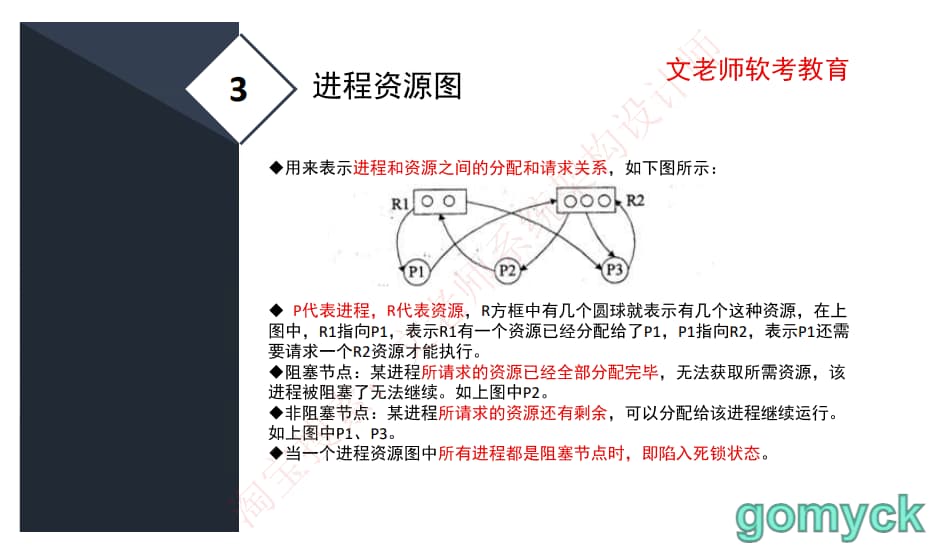 3
进程资源图
文老师软考教育
◆用来表示进程和资源之间的分配和请求关系，如下图所示：
R1
R2
P1
P2
P3
◆ P代表进程，R代表资源，R方框中有几个圆球就表示有几个这种资源，在上
图中，R1指向P1，表示R1有一个资源已经分配给了P1，P1指向R2，表示P1还需
要请求一个R2资源才能执行。
◆阻塞节点：某进程所请求的资源已经全部分配完毕，无法获取所需资源，该
进程被阻塞了无法继续。如上图中P2。
◆非阻塞节点：某进程所请求的资源还有剩余，可以分配给该进程继续运行。
如上图中P1、P3。
◆当一个进程资源图中所有进程都是阻塞节点时，即陷入死锁状态。
gomyck